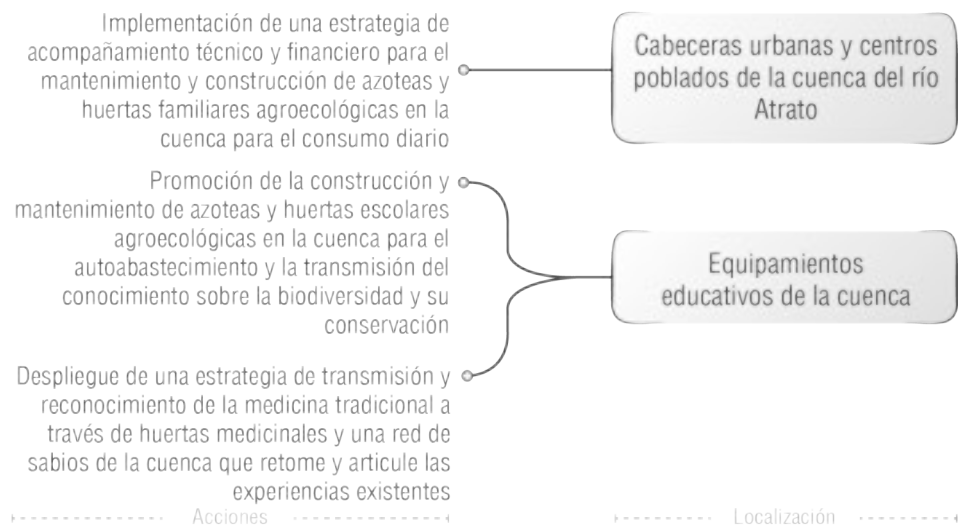 Implementación de una estrategia de
acompañamiento técnico y financiero para el
mantenimiento y construcción de azoteas y
huertas familiares agroecológicas en la
cuenca para el consumo diario
Cabeceras urbanas y centros
poblados de la cuenca del río
Atrato
Promoción de la construcción y
mantenimiento de azoteas y huertas escolares
agroecológicas en la cuenca para el
autoabastecimiento y la transmisión del
conocimiento sobre la biodiversidad y su
conservación
Equipamientos
educativos de la cuenca
Despliegue de una estrategia de transmisión y
reconocimiento de la medicina tradicional a
través de huertas medicinales y una red de
sabios de la cuenca que retome y articule las
experiencias existentes
Acciones
Localización